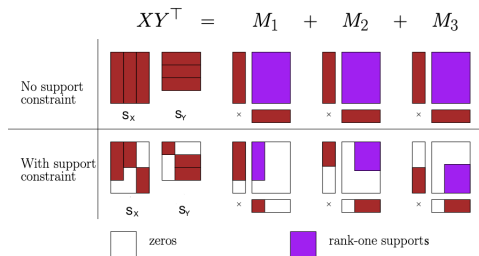 XY⊤ = M1 + M2 + M3
No support
constraint
SX SY × × ×
With support
constraint
SX SY × × ×
zeros rank-one supports